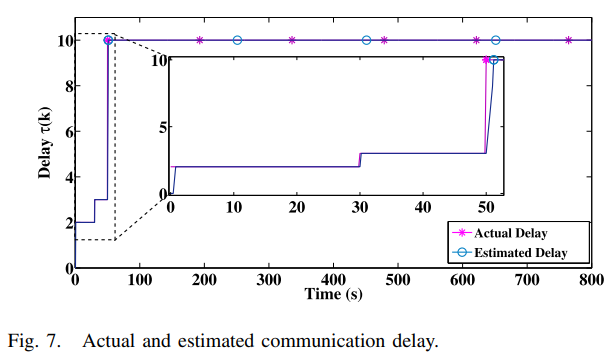 10
8
6
4
2
0
Delay τ(k)
10
5
0
0 10 20 30 40 50
Actual Delay
Estimated Delay
0 100 200 300 400 500 600 700 800
Time (s)
Fig. 7. Actual and estimated communication delay.